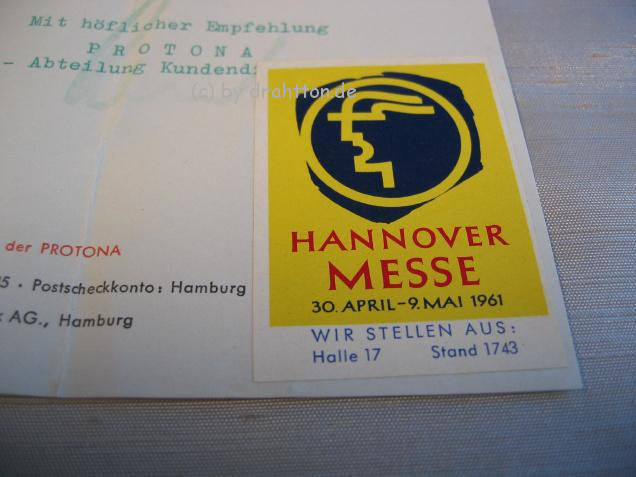 Mit höflicher Empfehlung
PROTONA
- Abteilung Kundendi
(c) by drahtton.de
HANNOVER
MESSE
30. APRIL-9. MAI 1961
WIR STELLEN AUS:
Halle 17 Stand 1743
der PROTONA
5 · Postscheckkonto: Hamburg
AG., Hamburg